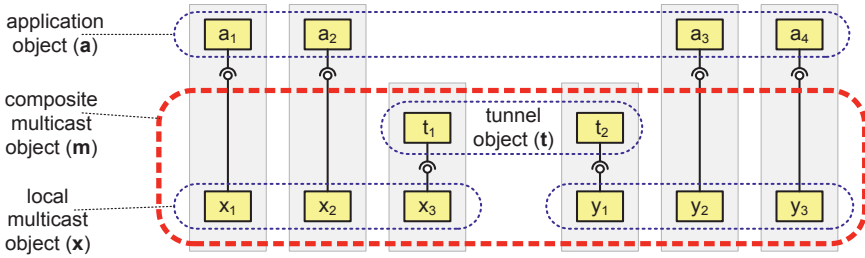 application
object (a)
a1
a2
a3
a4
composite
multicast
object (m)
t1
tunnel
object (t)
t2
local
multicast
object (x)
x1
x2
x3
y1
y2
y3